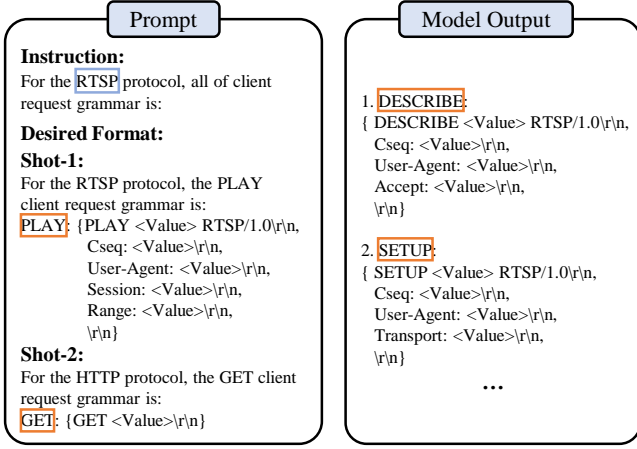 Prompt
Instruction:
For the RTSP protocol, all of client
request grammar is:
Desired Format:
Shot-1:
For the RTSP protocol, the PLAY
client request grammar is:
PLAY: {PLAY <Value> RTSP/1.0\r\n,
Cseq: <Value>\r\n,
User-Agent: <Value>\r\n,
Session: <Value>\r\n,
Range: <Value>\r\n,
\r\n}
Shot-2:
For the HTTP protocol, the GET client
request grammar is:
GET: {GET <Value>\r\n}
Model Output
1. DESCRIBE:
{ DESCRIBE <Value> RTSP/1.0\r\n,
Cseq: <Value>\r\n,
User-Agent: <Value>\r\n,
Accept: <Value>\r\n,
\r\n}
2. SETUP:
{ SETUP <Value> RTSP/1.0\r\n,
Cseq: <Value>\r\n,
User-Agent: <Value>\r\n,
Transport: <Value>\r\n,
\r\n}
...